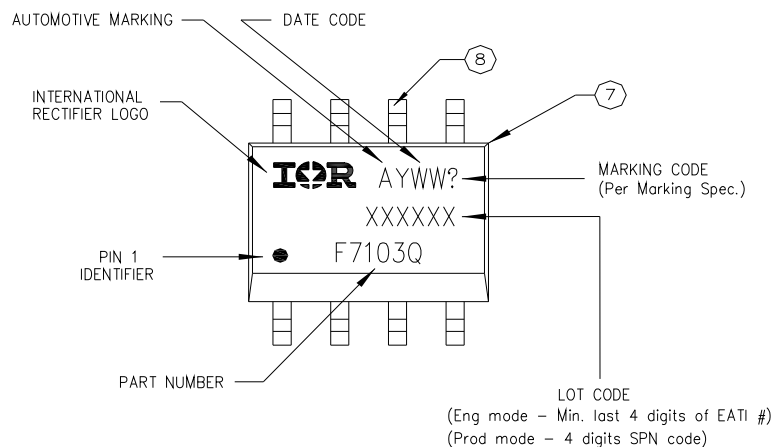 AUTOMOTIVE MARKING
DATE CODE
8
INTERNATIONAL
RECTIFIER LOGO
7
IOR
AYWW?
MARKING CODE
(Per Marking Spec.)
XXXXXX
PIN 1
IDENTIFIER
F7103Q
PART NUMBER
LOT CODE
(Eng mode - Min. last 4 digits of EATI #)
(Prod mode - 4 digits SPN code)